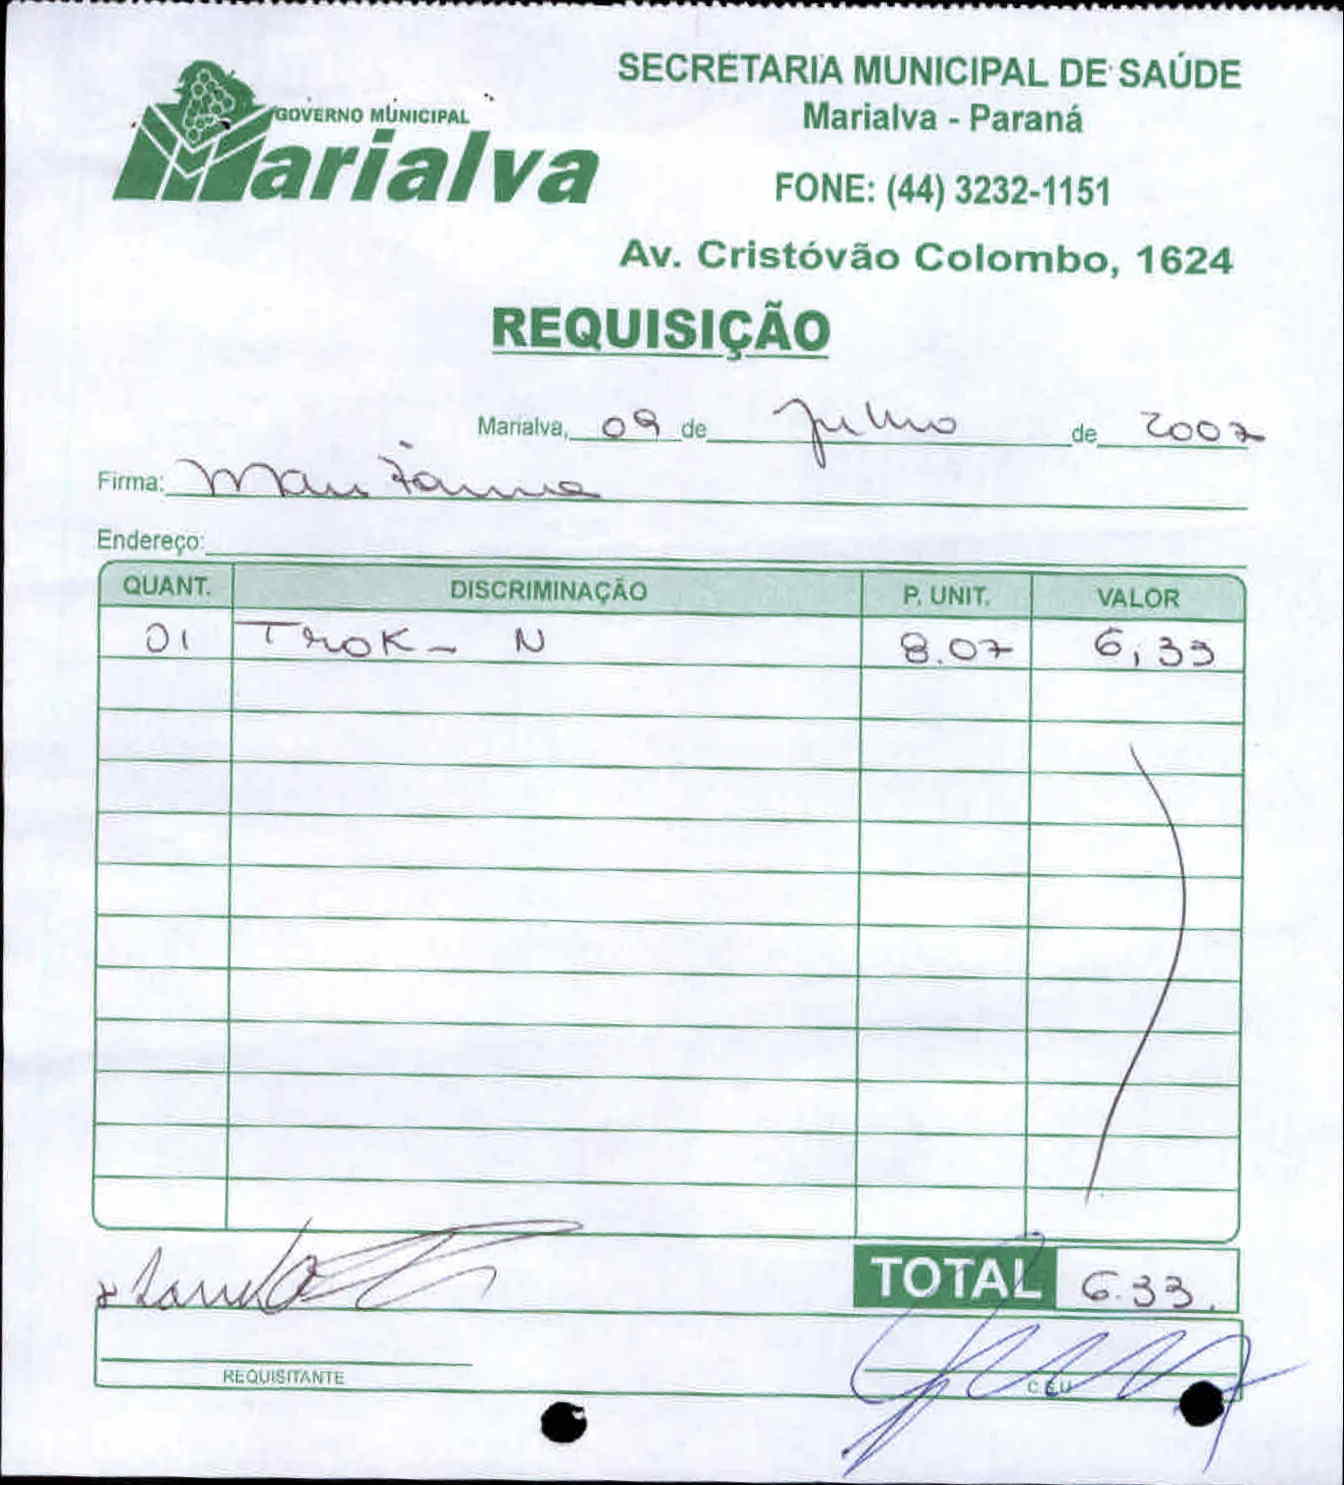 GOVERNO MUNICIPAL
Marialva
SECRETARIA MUNICIPAL DE SAÚDE
Marialva - Paraná
FONE: (44) 3232-1151
Av. Cristóvão Colombo, 1624
REQUISIÇÃO
Marialva, 09 de Julho de 2007
Firma:
Endereço:
QUANT. DISCRIMINAÇÃO P. UNIT. VALOR
01 Trok - N 8.07 6,33
TOTAL 6.33
REQUISITANTE